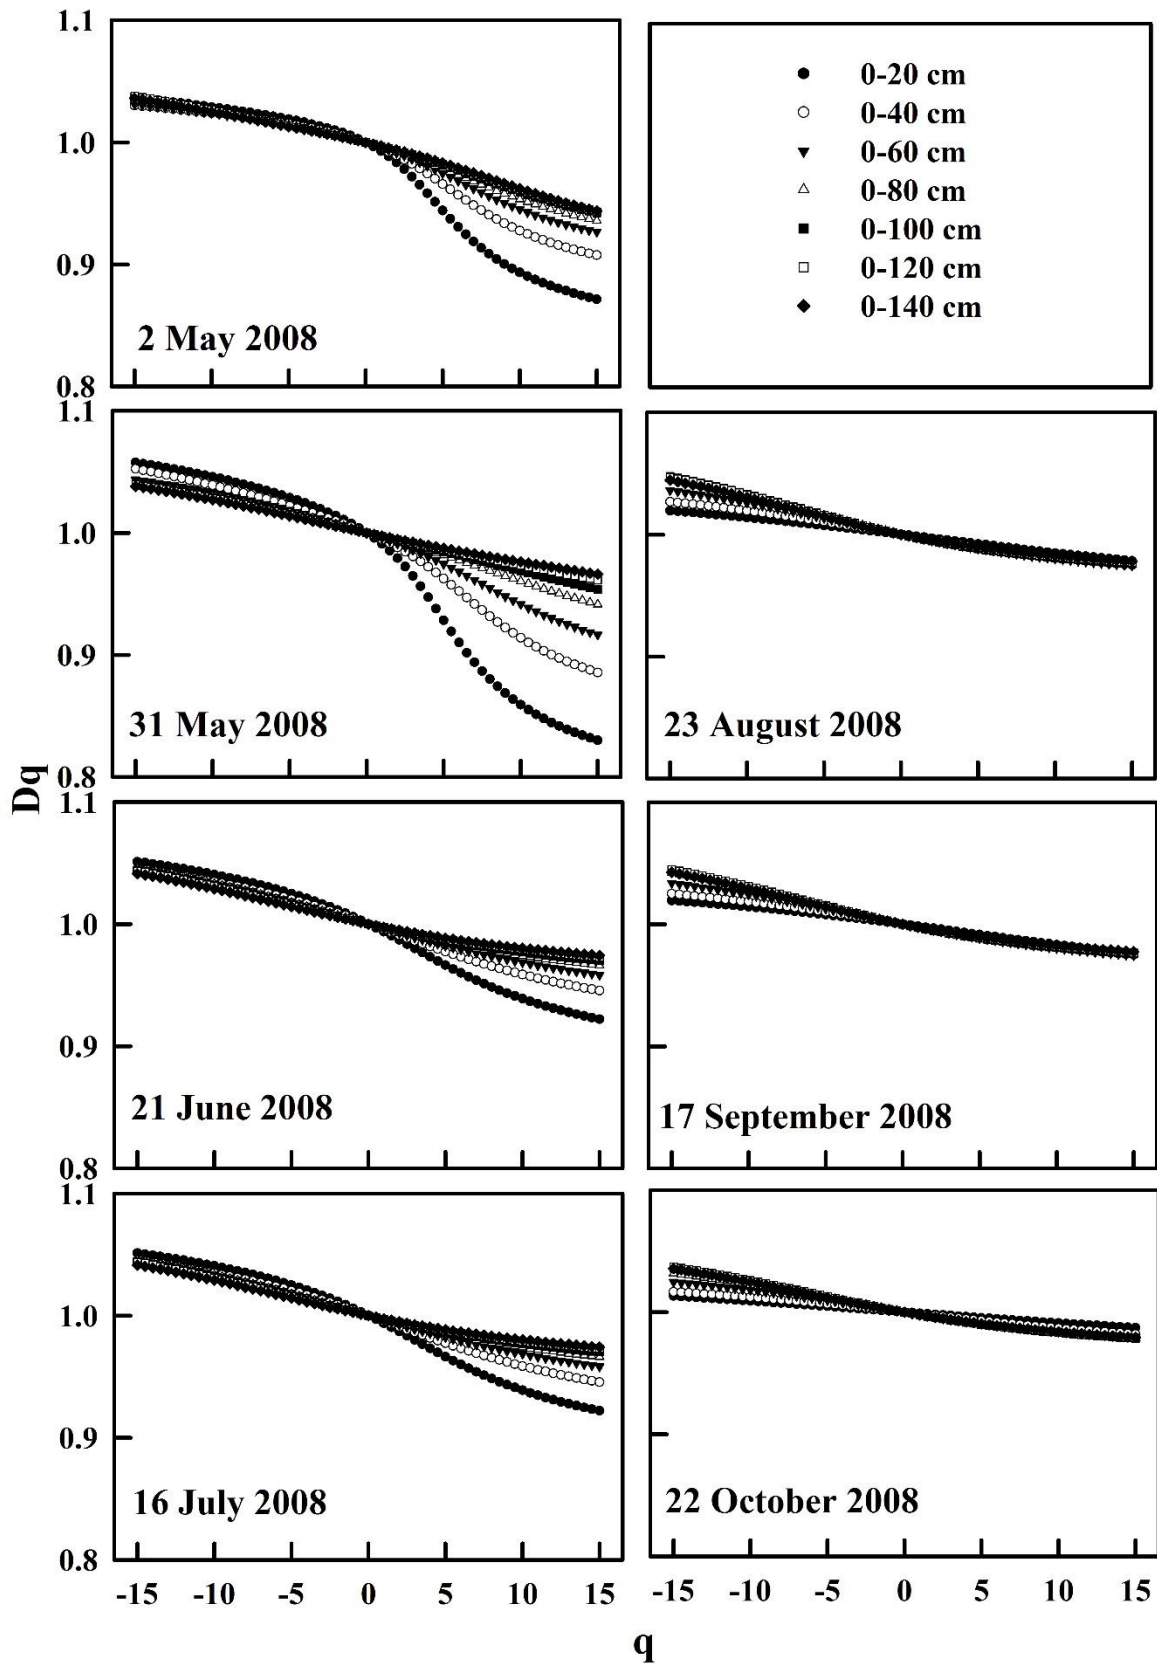 1.1
1.0
0.9
0.8
2 May 2008
0-20 cm
0-40 cm
0-60 cm
0-80 cm
0-100 cm
0-120 cm
0-140 cm
1.1
1.0
0.9
0.8
31 May 2008
23 August 2008
Dq
1.1
1.0
0.9
0.8
21 June 2008
17 September 2008
1.1
1.0
0.9
0.8
16 July 2008
22 October 2008
-15 -10 -5 0 5 10 15
-15 -10 -5 0 5 10 15
q